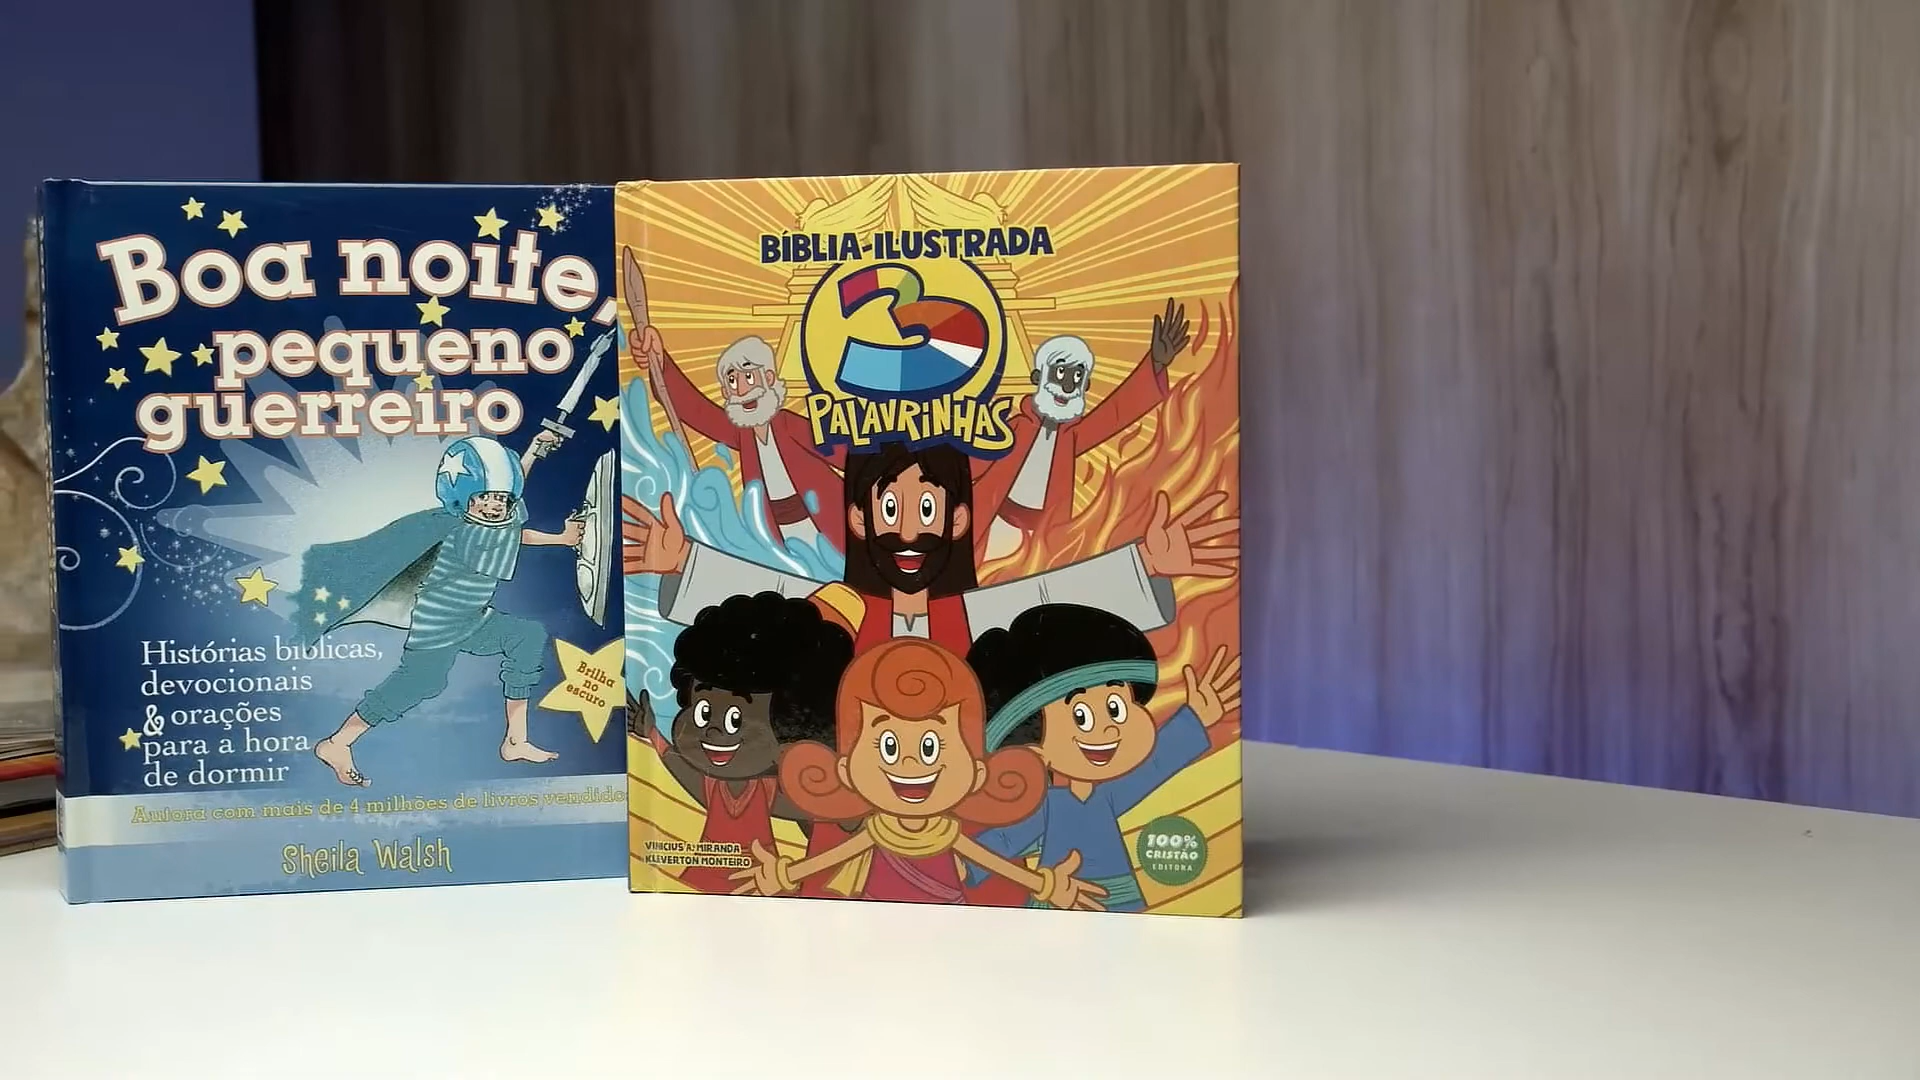 Boa noite,
pequeno
guerreiro
Histórias bíblicas,
devocionais
& orações
para a hora
de dormir
Brilha
no
escuro
Autora com mais de 4 milhões de livros vendido
Sheila Walsh
BÍBLIA-ILUSTRADA
3
PALAVRINHAS
VINICIUS A. MIRANDA
KLEVERTON MONTEIRO
100%
CRISTÃO
EDITORA